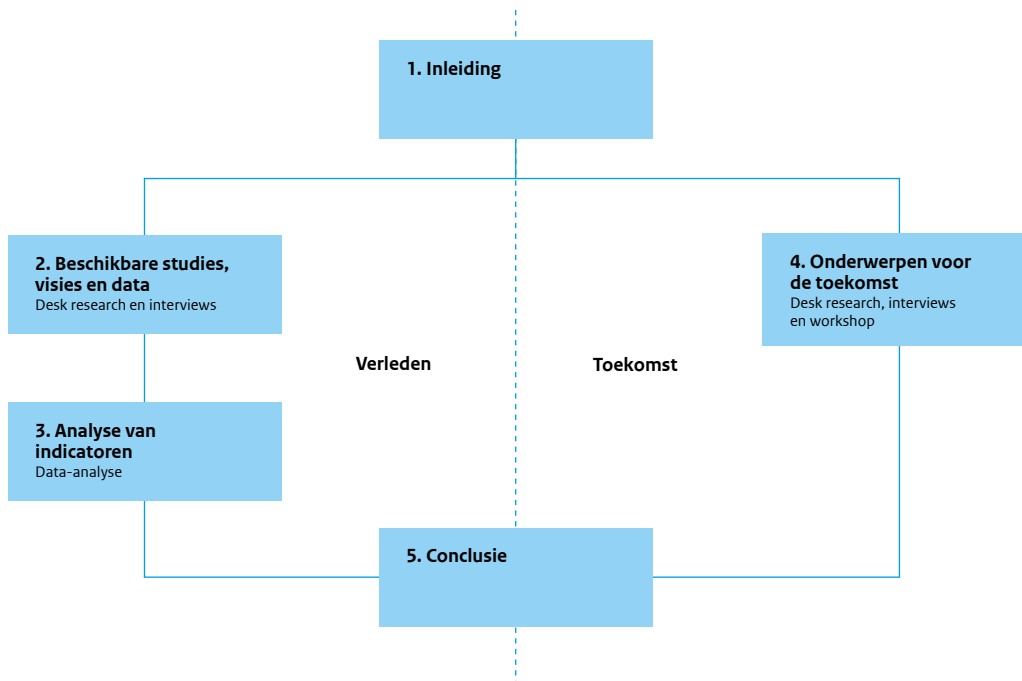 1. Inleiding
2. Beschikbare studies,
visies en data
Desk research en interviews
3. Analyse van
indicatoren
Data-analyse
Verleden
Toekomst
4. Onderwerpen voor
de toekomst
Desk research, interviews
en workshop
5. Conclusie